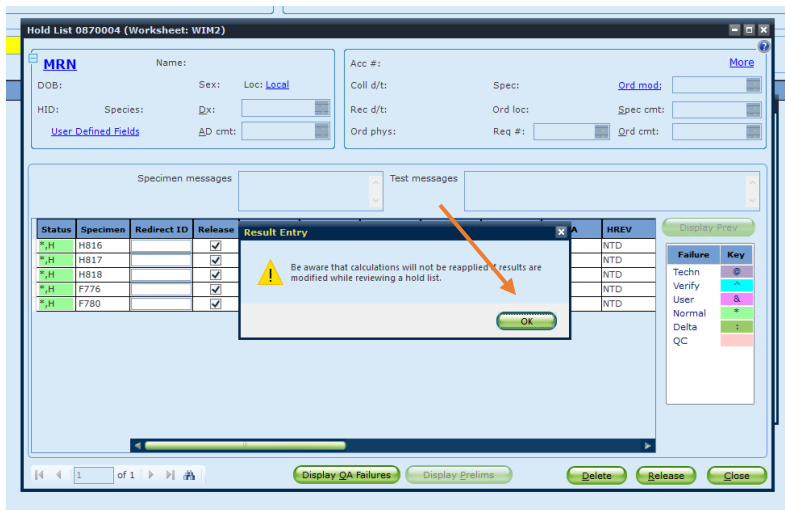 Hold List 0870004 (Worksheet: WIM2)
MRN Name: Acc #: More
DOB: Sex: Loc: Local Coll d/t: Spec: Ord mod:
HID: Species: Dx: Rec d/t: Ord loc: Spec cmt:
User Defined Fields AD cmt: Ord phys: Req #: Ord cmt:
Specimen messages Test messages
Status Specimen Redirect ID Release A HREV Display Prev
*,H H816 NTD
*,H H817 NTD
*,H H818 NTD
*,H F776 NTD
*,H F780 NTD
Result Entry
Be aware that calculations will not be reapplied if results are
modified while reviewing a hold list.
OK
Failure Key
Techn @
Verify ^
User &
Normal *
Delta :
QC
1 of 1 Display QA Failures Display Prelims Delete Release Close